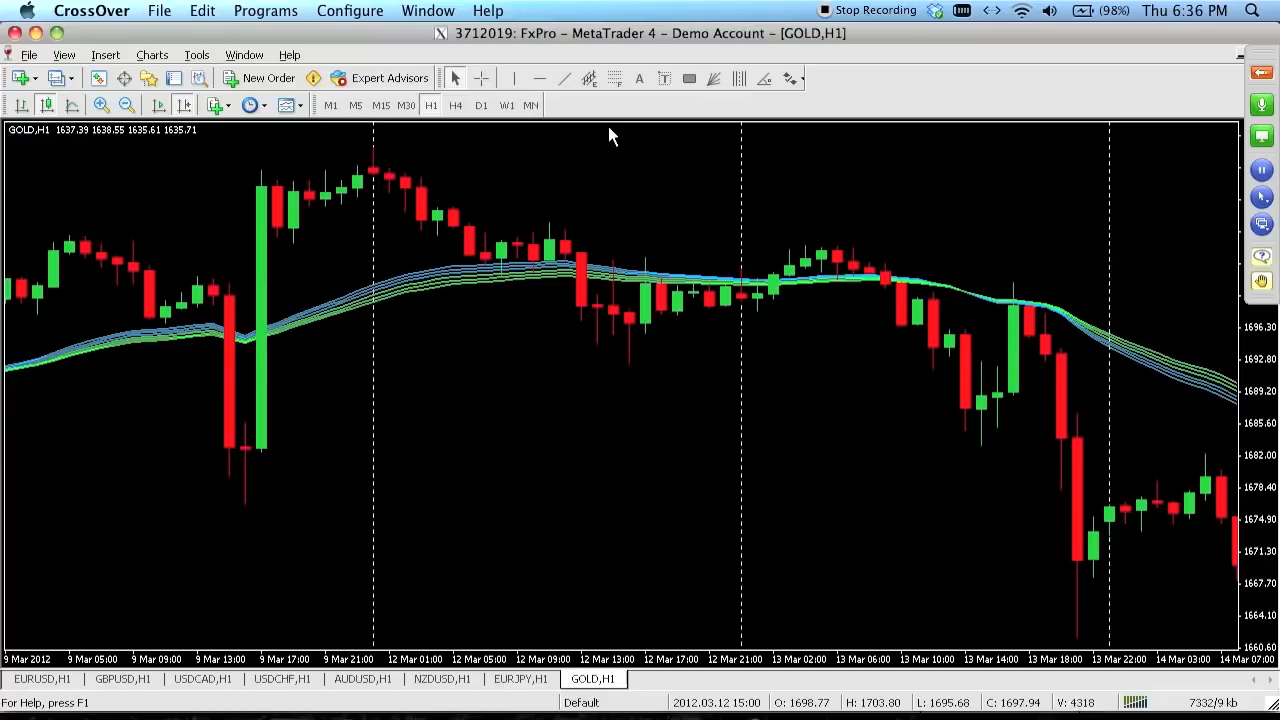 CrossOver File Edit Programs Configure Window Help Stop Recording (98%) Thu 6:36 PM
3712019: FxPro - MetaTrader 4 - Demo Account - [GOLD,H1]
File View Insert Charts Tools Window Help
New Order Expert Advisors A T
M1 M5 M15 M30 H1 H4 D1 W1 MN
GOLD,H1 1637.39 1638.55 1635.61 1635.71
1696.30
1692.80
1689.20
1685.60
1682.00
1678.40
1674.90
1671.30
1667.70
1664.10
1660.60
9 Mar 2012 9 Mar 05:00 9 Mar 09:00 9 Mar 13:00 9 Mar 17:00 9 Mar 21:00 12 Mar 01:00 12 Mar 05:00 12 Mar 09:00 12 Mar 13:00 12 Mar 17:00 12 Mar 21:00 13 Mar 02:00 13 Mar 06:00 13 Mar 10:00 13 Mar 14:00 13 Mar 18:00 13 Mar 22:00 14 Mar 03:00 14 Mar 07:00
EURUSD,H1 GBPUSD,H1 USDCAD,H1 USDCHF,H1 AUDUSD,H1 NZDUSD,H1 EURJPY,H1 GOLD,H1
For Help, press F1 Default 2012.03.12 15:00 O: 1698.77 H: 1703.80 L: 1695.68 C: 1697.94 V: 4318 7332/9 kb